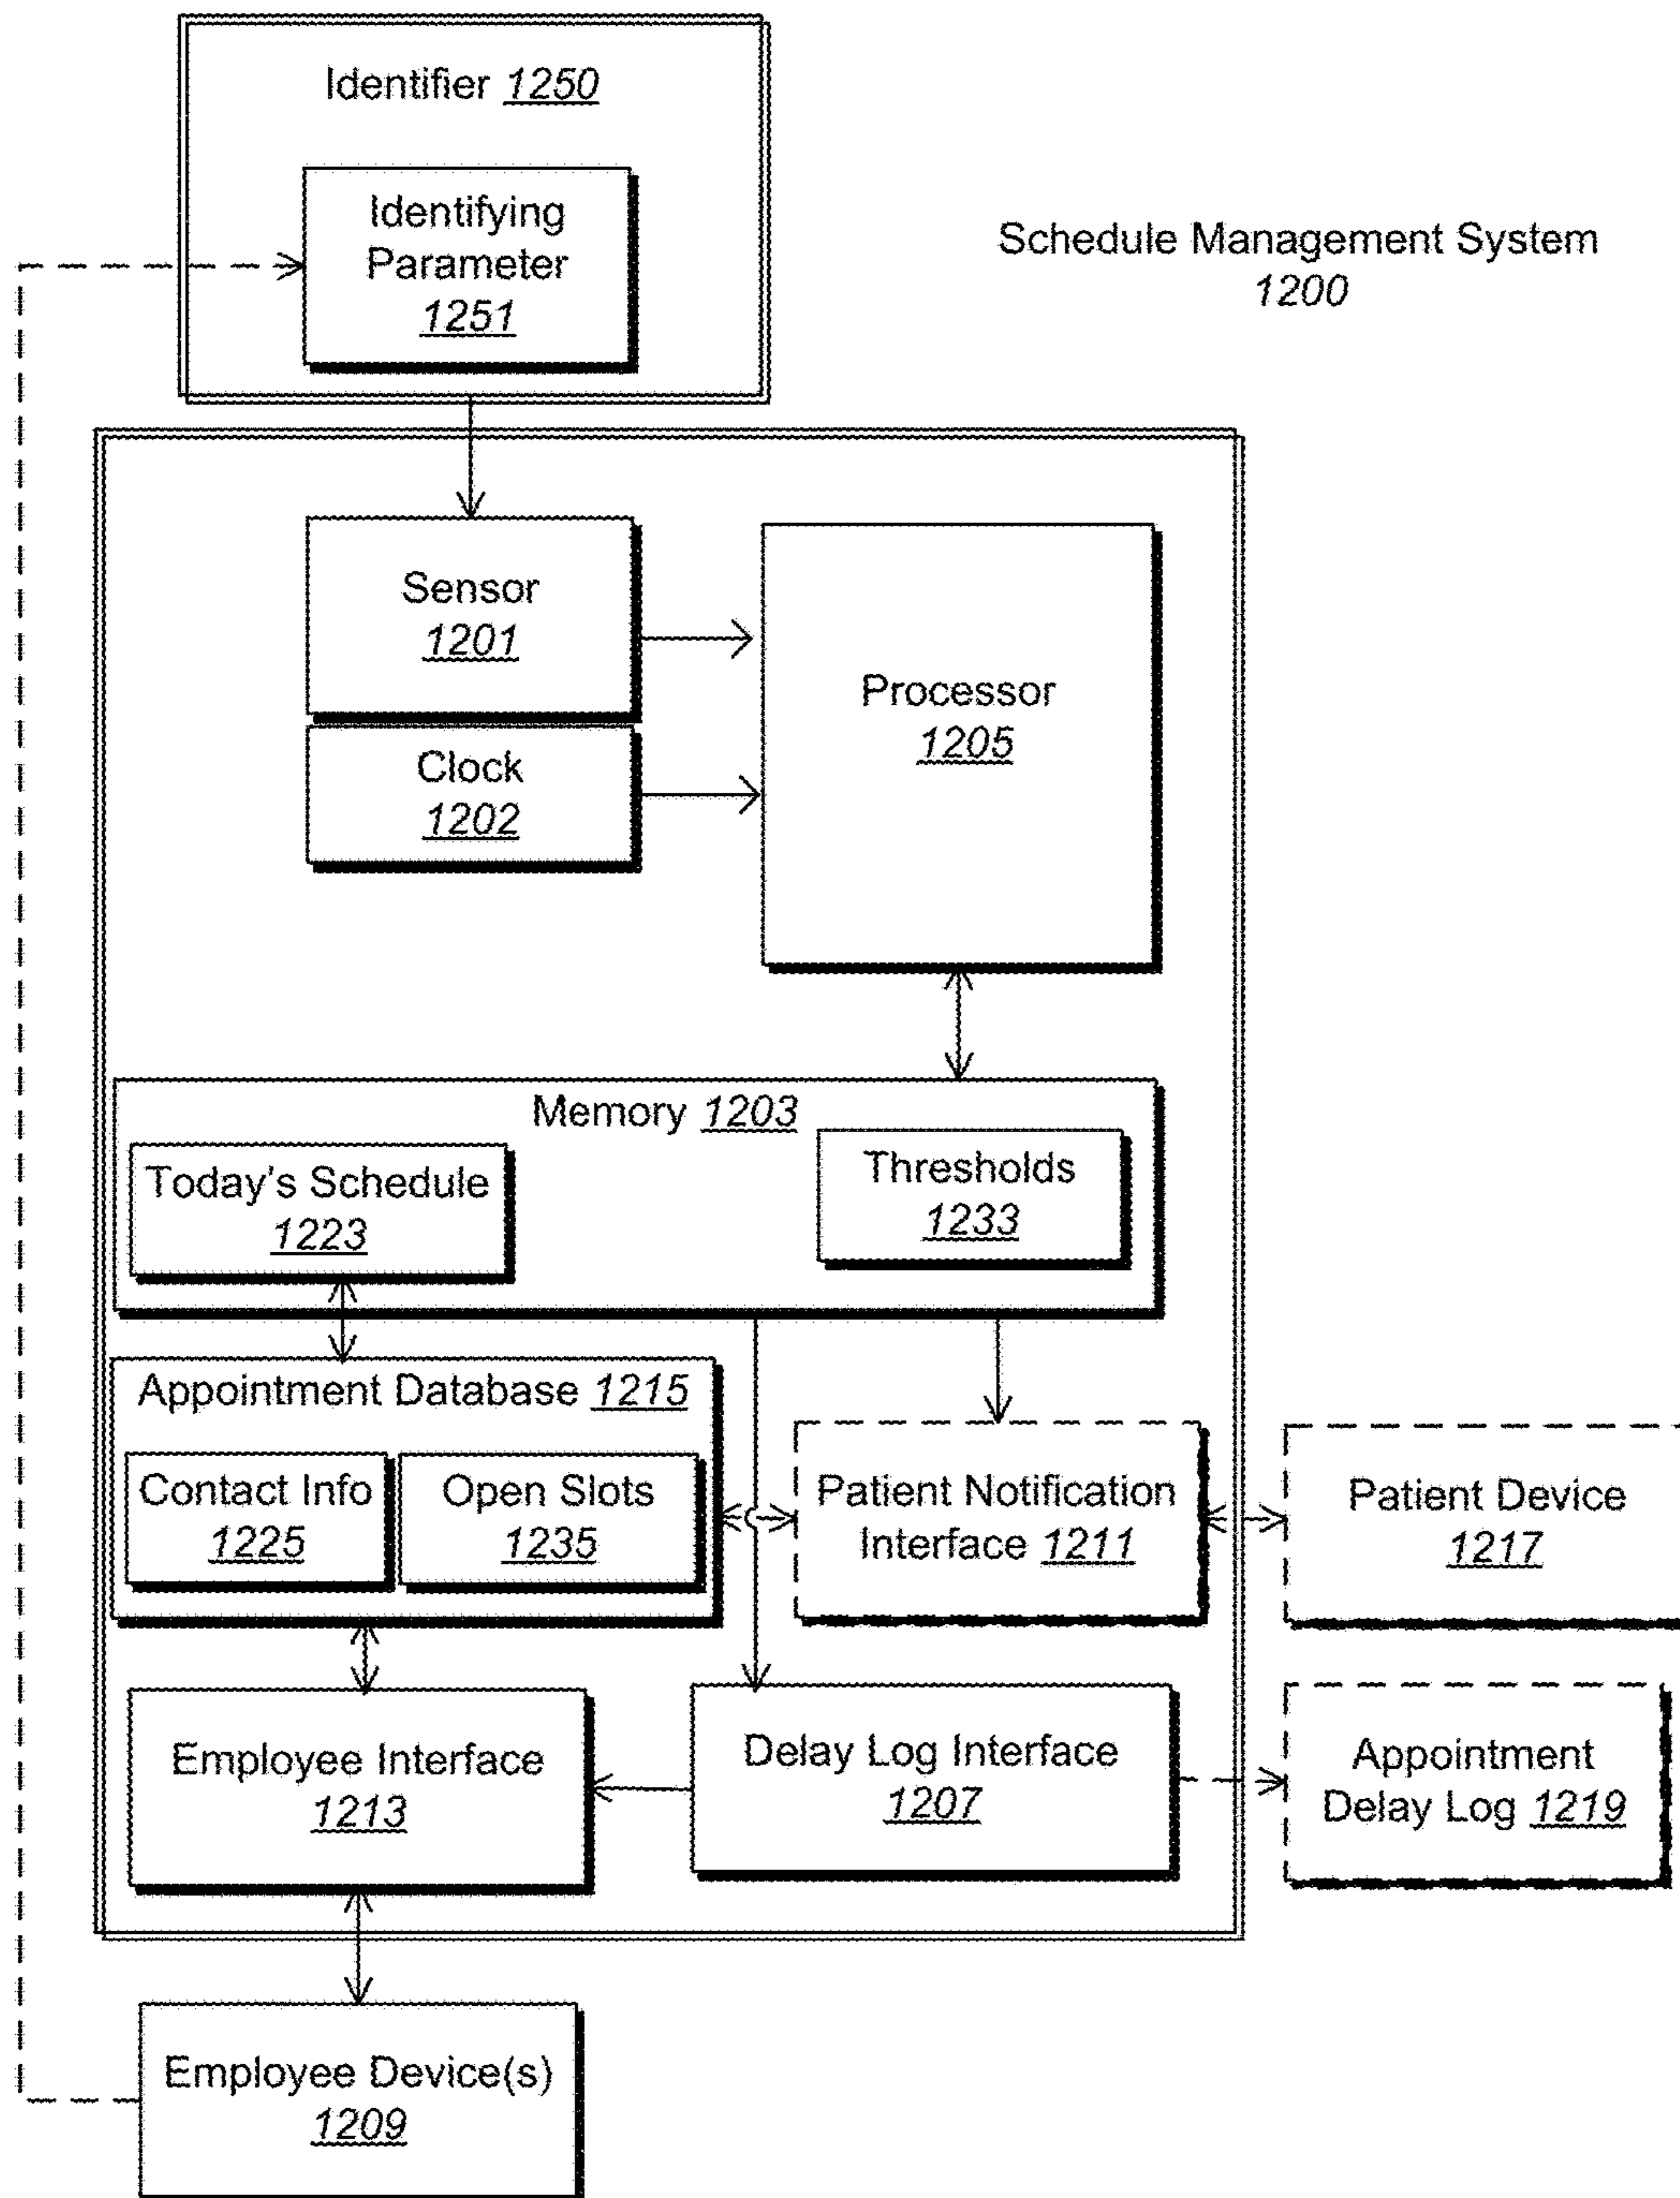 Identifier 1250
Identifying
Parameter
1251
Schedule Management System
1200
Sensor
1201
Clock
1202
Processor
1205
Memory 1203
Today's Schedule
1223
Thresholds
1233
Appointment Database 1215
Contact Info
1225
Open Slots
1235
Patient Notification
Interface 1211
Patient Device
1217
Employee Interface
1213
Delay Log Interface
1207
Appointment
Delay Log 1219
Employee Device(s)
1209